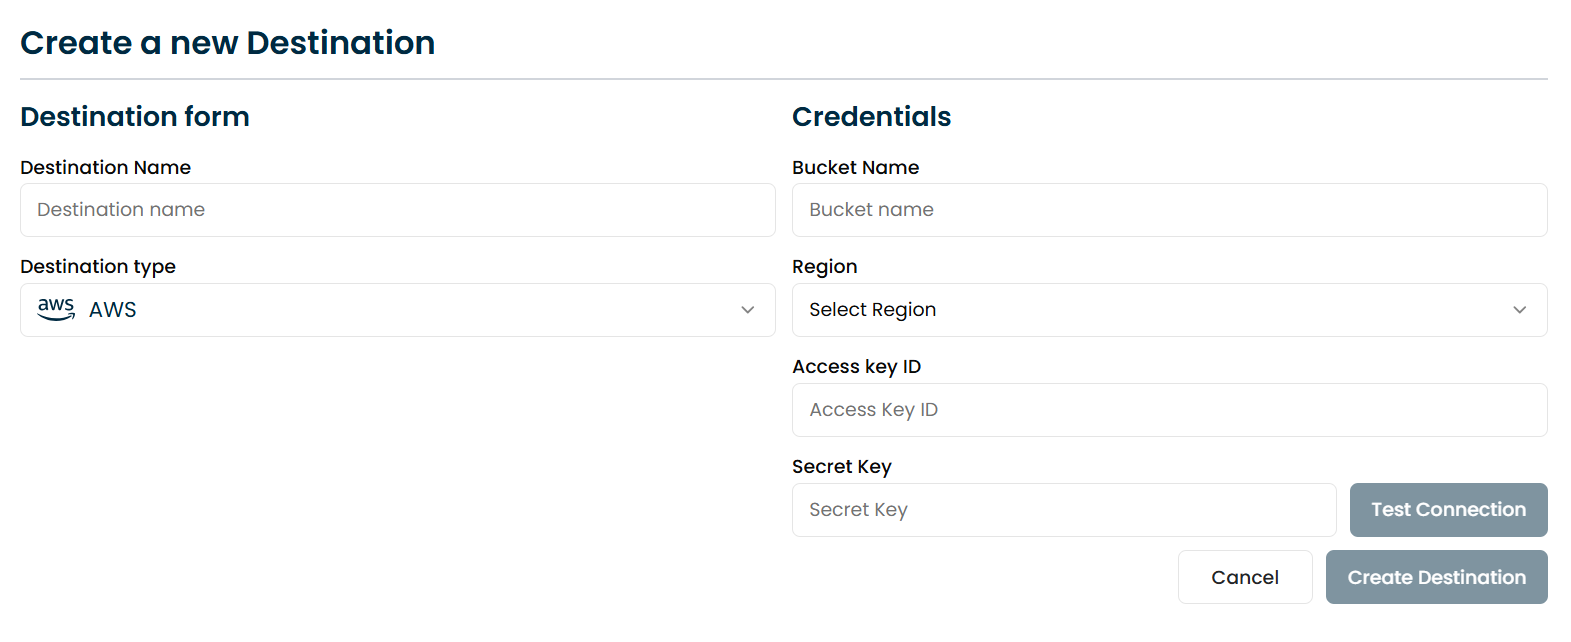 Create a new Destination
Destination form
Destination Name
Destination name
Destination type
aws AWS
Credentials
Bucket Name
Bucket name
Region
Select Region
Access key ID
Access Key ID
Secret Key
Secret Key
Test Connection
Cancel
Create Destination